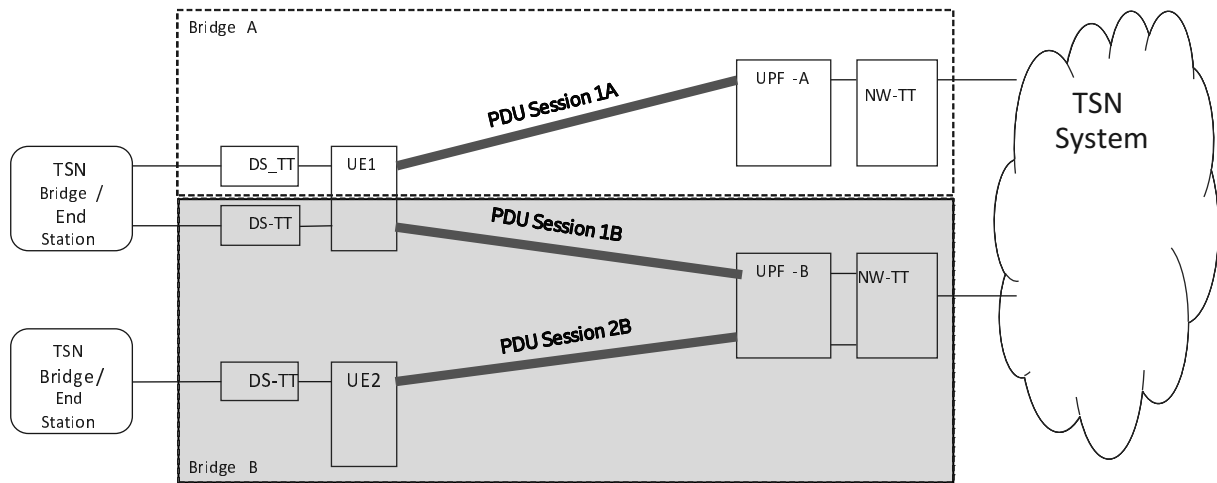 Bridge A
PDU Session 1A
UPF -A
NW-TT
TSN
System
TSN
Bridge /
End
Station
DS_TT
UE1
DS-TT
PDU Session 1B
UPF -B
NW-TT
PDU Session 2B
TSN
Bridge/
End
Station
DS-TT
UE2
Bridge B